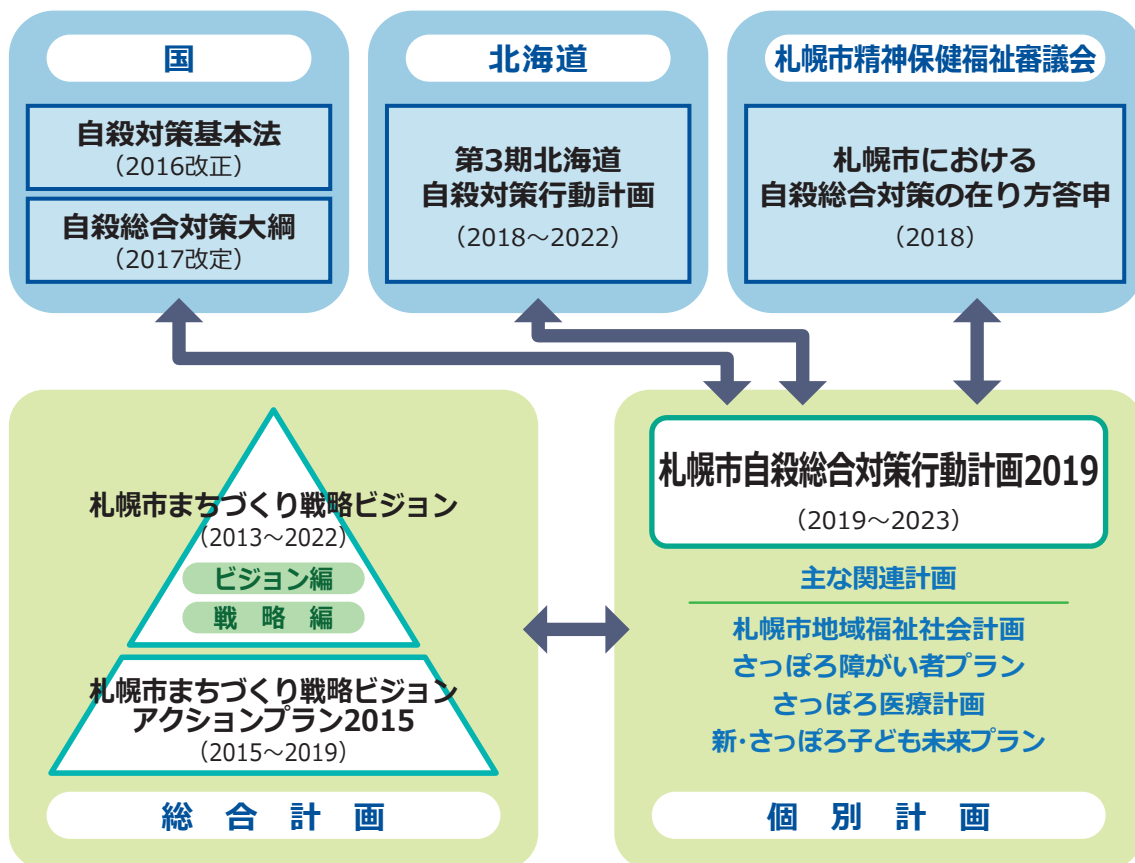 国
自殺対策基本法
（2016改正）
自殺総合対策大綱
（2017改定）
北海道
第3期北海道
自殺対策行動計画
（2018～2022）
札幌市精神保健福祉審議会
札幌市における
自殺総合対策の在り方答申
（2018）
札幌市まちづくり戦略ビジョン
（2013～2022）
ビジョン編
戦略編
札幌市まちづくり戦略ビジョン
アクションプラン2015
（2015～2019）
総合計画
札幌市自殺総合対策行動計画2019
（2019～2023）
主な関連計画
札幌市地域福祉社会計画
さっぽろ障がい者プラン
さっぽろ医療計画
新・さっぽろ子ども未来プラン
個別計画